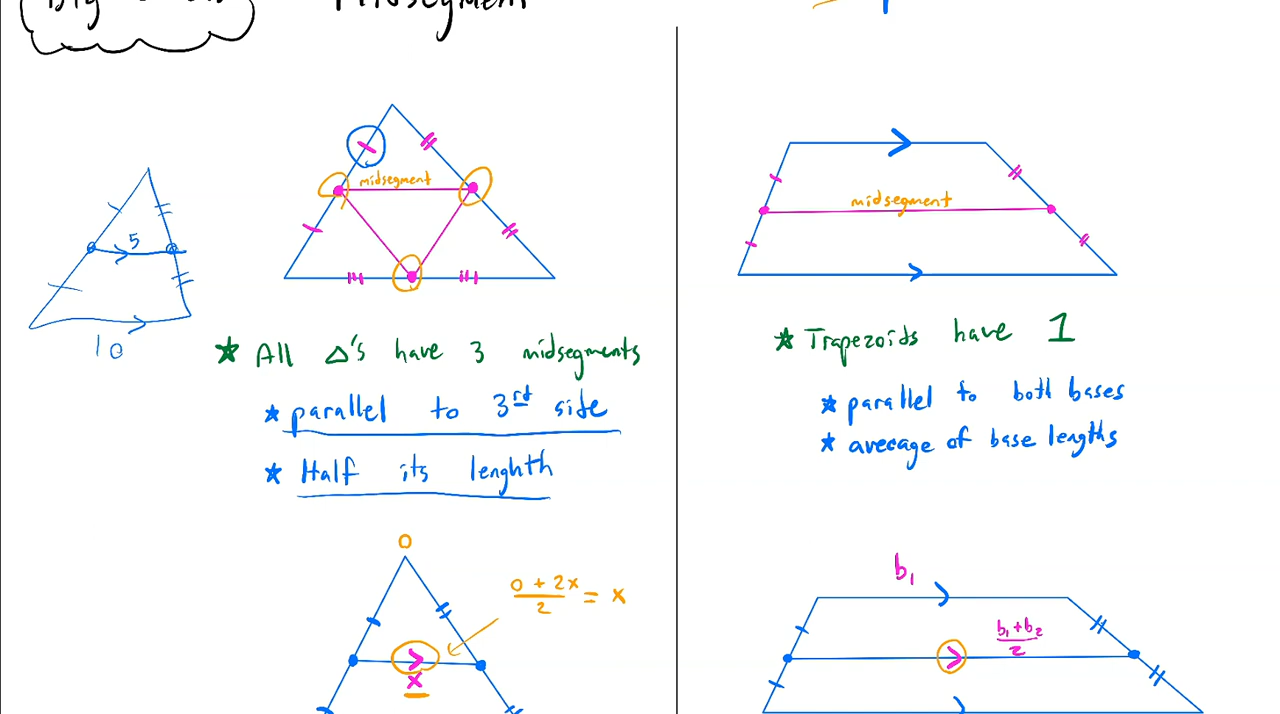 Midsegment
midsegment
5
10
★ All Δ's have 3 midsegments
★ parallel to 3rd side
★ Half its lenghth
0
0 + 2x / 2 = x
x
midsegment
★ Trapezoids have 1
★ parallel to both bases
★ average of base lengths
b₁
b₁ + b₂ / 2